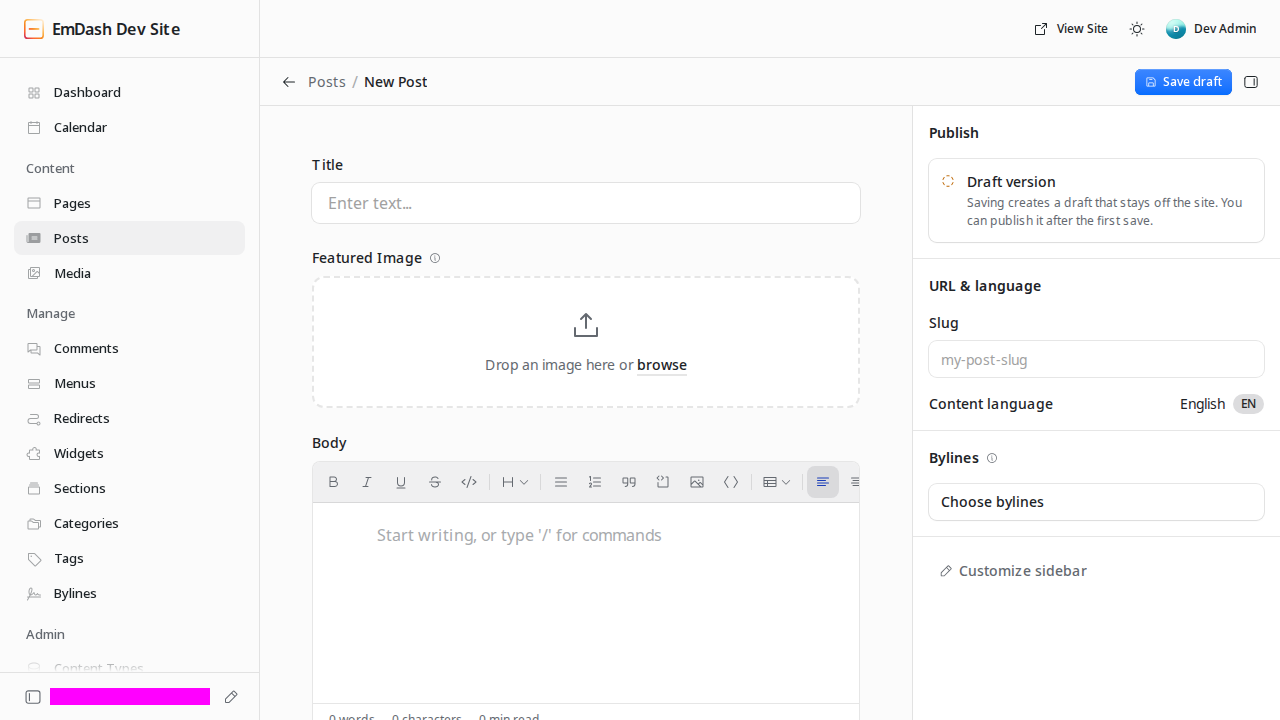 EmDash Dev Site
View Site
Dev Admin
Dashboard
Calendar
Content
Pages
Posts
Media
Manage
Comments
Menus
Redirects
Widgets
Sections
Categories
Tags
Bylines
Admin
Content Types
Posts / New Post
Save draft
Title
Enter text...
Featured Image
Drop an image here or browse
Body
Start writing, or type '/' for commands
0 words 0 characters 0 min read
Publish
Draft version
Saving creates a draft that stays off the site. You
can publish it after the first save.
URL & language
Slug
my-post-slug
Content language English EN
Bylines
Choose bylines
Customize sidebar